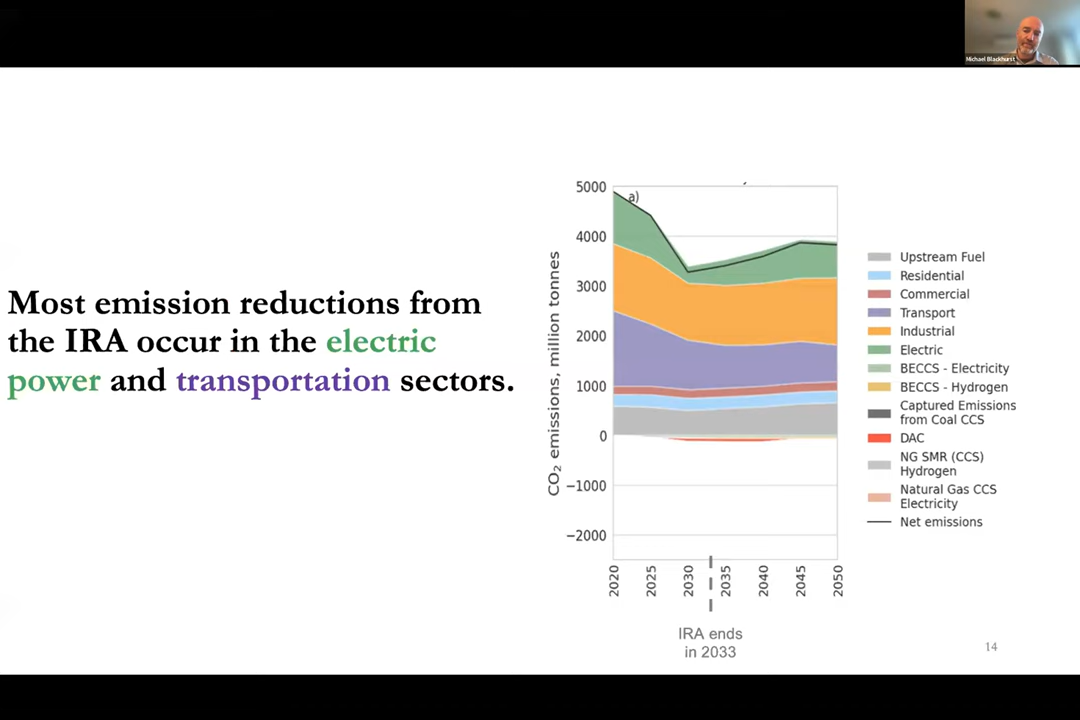 Michael Blackhurst
Most emission reductions from
the IRA occur in the electric
power and transportation sectors.
a)
CO₂ emissions, million tonnes
5000
4000
3000
2000
1000
0
−1000
−2000
2020
2025
2030
2035
2040
2045
2050
IRA ends
in 2033
Upstream Fuel
Residential
Commercial
Transport
Industrial
Electric
BECCS - Electricity
BECCS - Hydrogen
Captured Emissions
from Coal CCS
DAC
NG SMR (CCS)
Hydrogen
Natural Gas CCS
Electricity
Net emissions
14